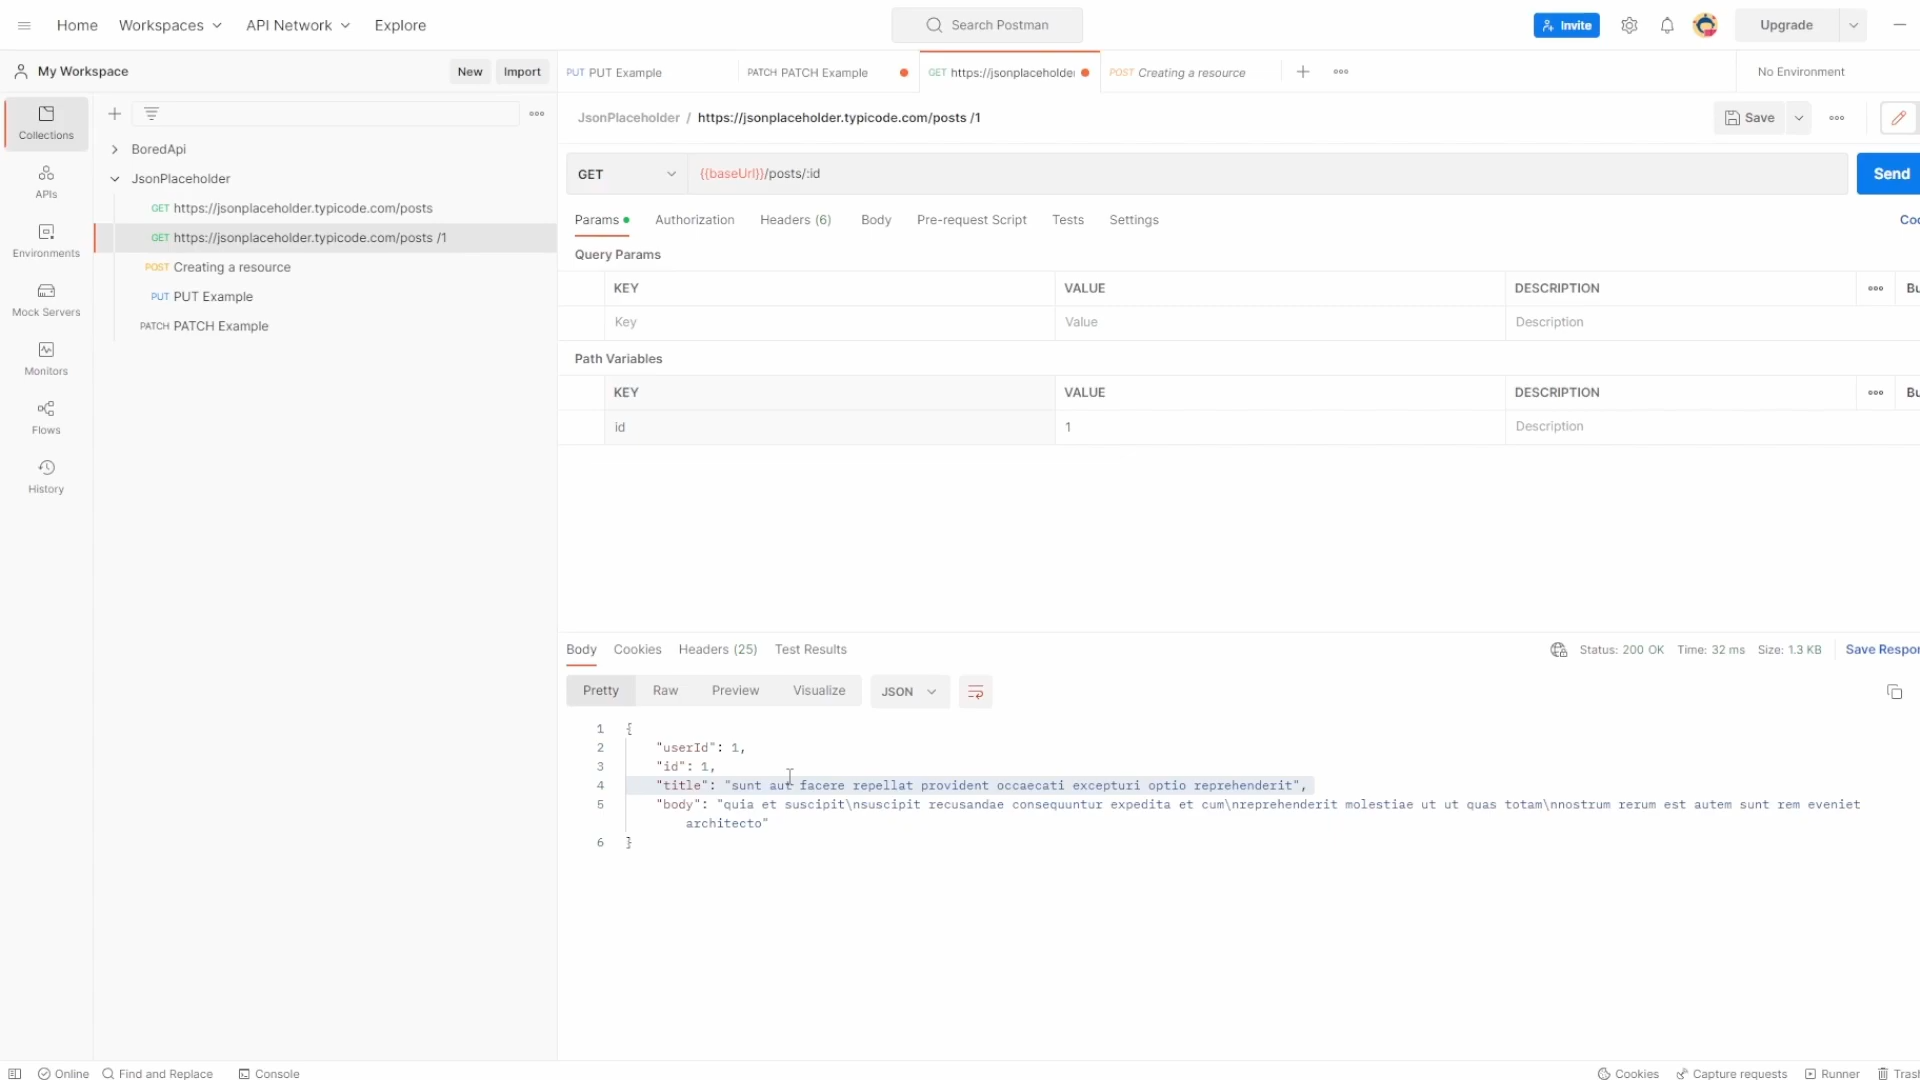 Home Workspaces API Network Explore Search Postman Invite Upgrade
My Workspace New Import PUT PUT Example PATCH PATCH Example GET https://jsonplaceholder POST Creating a resource No Environment
JsonPlaceholder / https://jsonplaceholder.typicode.com/posts /1 Save
Collections
APIs
Environments
Mock Servers
Monitors
Flows
History
BoredApi
JsonPlaceholder
GET https://jsonplaceholder.typicode.com/posts
GET https://jsonplaceholder.typicode.com/posts /1
POST Creating a resource
PUT PUT Example
PATCH PATCH Example
GET {{baseUrl}}/posts/:id Send
Params Authorization Headers (6) Body Pre-request Script Tests Settings Coo
Query Params
KEY VALUE DESCRIPTION Bu
Key Value Description
Path Variables
KEY VALUE DESCRIPTION Bu
id 1 Description
Body Cookies Headers (25) Test Results Status: 200 OK Time: 32 ms Size: 1.3 KB Save Respon
Pretty Raw Preview Visualize JSON
1 {
2 "userId": 1,
3 "id": 1,
4 "title": "sunt aut facere repellat provident occaecati excepturi optio reprehenderit",
5 "body": "quia et suscipit\nsuscipit recusandae consequuntur expedita et cum\nreprehenderit molestiae ut ut quas totam\nnostrum rerum est autem sunt rem eveniet
architecto"
6 }
Online Find and Replace Console Cookies Capture requests Runner Trash